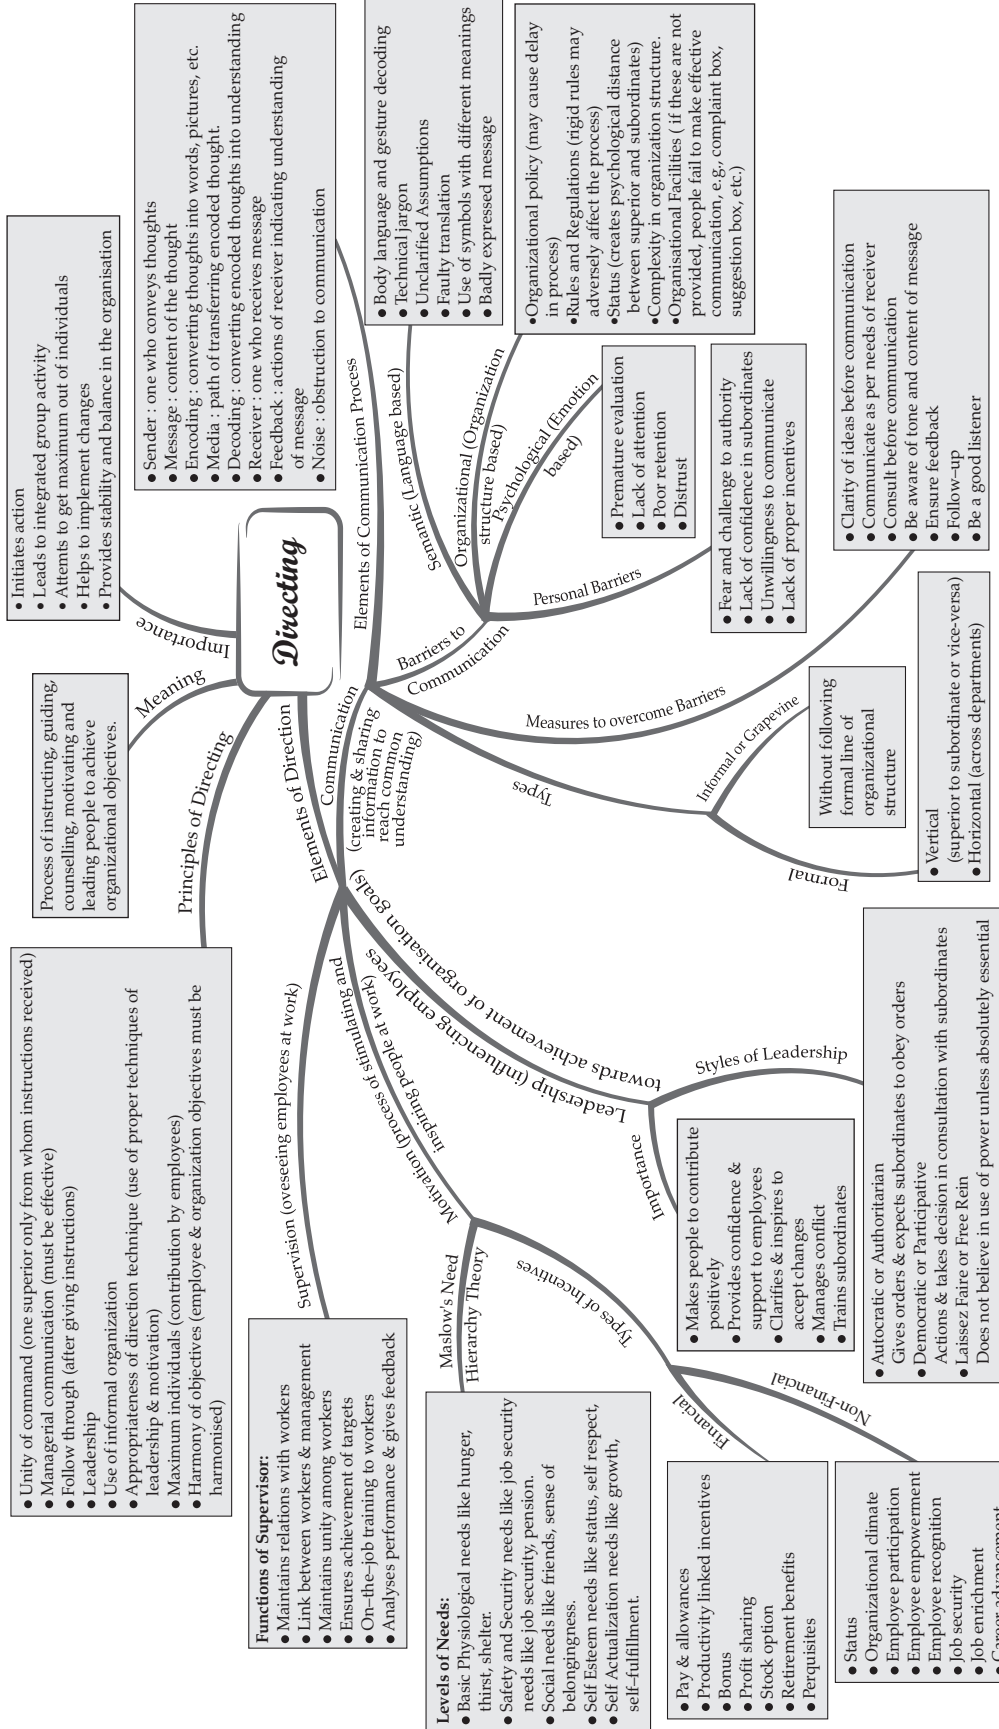 Directing
Importance
• Initiates action
• Leads to integrated group activity
• Attemts to get maximum out of individuals
• Helps to implement changes
• Provides stability and balance in the organisation
Meaning
Process of instructing, guiding,
counselling, motivating and
leading people to achieve
organizational objectives.
Principles of Directing
• Unity of command (one superior only from whom instructions received)
• Managerial communication (must be effective)
• Follow through (after giving instructions)
• Leadership
• Use of informal organization
• Appropriateness of direction technique (use of proper techniques of
leadership & motivation)
• Maximum individuals (contribution by employees)
• Harmony of objectives (employee & organization objectives must be
harmonised)
Elements of Direction
Supervision (oveseeing employees at work)
Functions of Supervisor:
• Maintains relations with workers
• Link between workers & management
• Maintains unity among workers
• Ensures achievement of targets
• On–the–job training to workers
• Analyses performance & gives feedback
Motivation (process of stimulating and
inspiring people at work)
Maslow's Need
Hierarchy Theory
Levels of Needs:
• Basic Physiological needs like hunger,
thirst, shelter.
• Safety and Security needs like job security
needs like job security, pension.
• Social needs like friends, sense of
belongingness.
• Self Esteem needs like status, self respect,
• Self Actualization needs like growth,
self–fulfillment.
Types of Incentives
Financial
• Pay & allowances
• Productivity linked incentives
• Bonus
• Profit sharing
• Stock option
• Retirement benefits
• Perquisites
Non-Financial
• Status
• Organizational climate
• Employee participation
• Employee empowerment
• Employee recognition
• Job security
• Job enrichment
• Career advancement
Leadership (influencing employees
towards achievement of organisation goals)
Importance
• Makes people to contribute
positively
• Provides confidence &
support to employees
• Clarifies & inspires to
accept changes
• Manages conflict
• Trains subordinates
Styles of Leadership
• Autocratic or Authoritarian
Gives orders & expects subordinates to obey orders
• Democratic or Participative
Actions & takes decision in consultation with subordinates
• Laissez Faire or Free Rein
Does not believe in use of power unless absolutely essential
Communication
(creating & sharing
information to
reach common
understanding)
Elements of Communication Process
• Sender : one who conveys thoughts
• Message : content of the thought
• Encoding : converting thoughts into words, pictures, etc.
• Media : path of transferring encoded thought.
• Decoding : converting encoded thoughts into understanding
• Receiver : one who receives message
• Feedback : actions of receiver indicating understanding
of message
• Noise : obstruction to communication
Barriers to
Communication
Semantic (Language based)
• Body language and gesture decoding
• Technical jargon
• Unclarified Assumptions
• Faulty translation
• Use of symbols with different meanings
• Badly expressed message
Organizational (Organization
structure based)
•Organizational policy (may cause delay
in process)
•Rules and Regulations (rigid rules may
adversely affect the process)
•Status (creates psychological distance
between superior and subordinates)
•Complexity in organization structure.
•Organisational Facilities ( if these are not
provided, people fail to make effective
communication, e.g., complaint box,
suggestion box, etc.)
Psychological (Emotion
based)
• Premature evaluation
• Lack of attention
• Poor retention
• Distrust
Personal Barriers
• Fear and challenge to authority
• Lack of confidence in subordinates
• Unwillingness to communicate
• Lack of proper incentives
Measures to overcome Barriers
• Clarity of ideas before communication
• Communicate as per needs of receiver
• Consult before communication
• Be aware of tone and content of message
• Ensure feedback
• Follow–up
• Be a good listener
Types
Informal or Grapevine
Without following
formal line of
organizational
structure
Formal
• Vertical
(superior to subordinate or vice-versa)
• Horizontal (across departments)